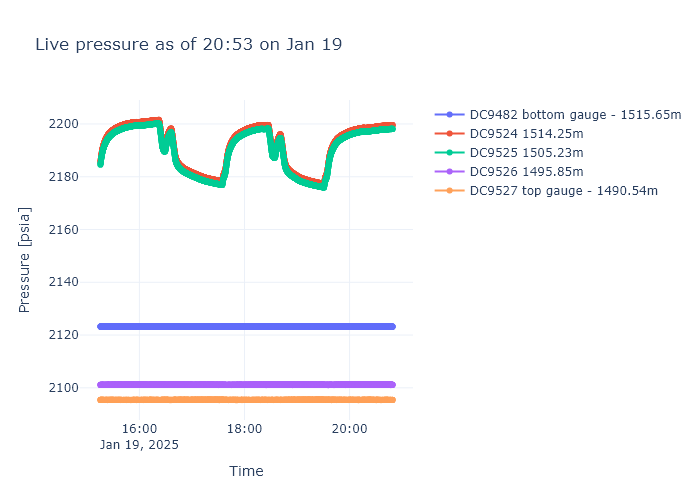 Live pressure as of 20:53 on Jan 19
DC9482 bottom gauge - 1515.65m
DC9524 1514.25m
DC9525 1505.23m
DC9526 1495.85m
DC9527 top gauge - 1490.54m
Pressure [psia]
2200
2180
2160
2140
2120
2100
16:00
18:00
20:00
Jan 19, 2025
Time